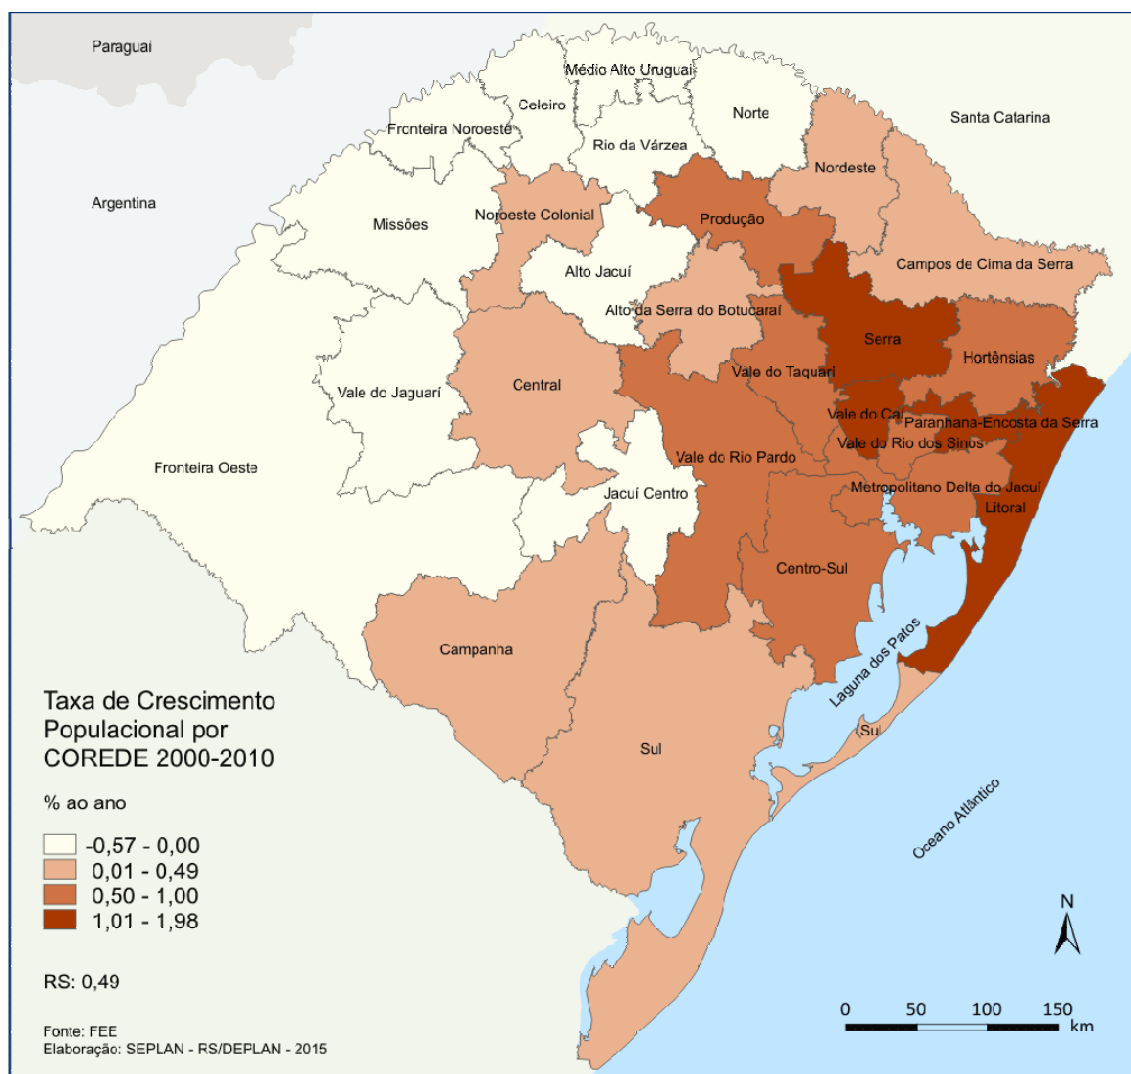 Paraguai
Médio Alto Uruguai
Celeiro
Norte
Santa Catarina
Fronteira Noroeste
Rio da Várzea
Nordeste
Argentina
Missões
Noroeste Colonial
Produção
Alto Jacuí
Campos de Cima da Serra
Alto da Serra do Botucaraí
Serra
Hortênsias
Vale do Taquari
Central
Vale do Jaguarí
Vale do Caí
Paranhana-Encosta da Serra
Vale do Rio dos Sinos
Vale do Rio Pardo
Fronteira Oeste
Metropolitano Delta do Jacuí
Jacuí Centro
Litoral
Centro-Sul
Campanha
Laguna dos Patos
Sul
Sul
Oceano Atlântico
Taxa de Crescimento
Populacional por
COREDE 2000-2010
% ao ano
-0,57 - 0,00
0,01 - 0,49
0,50 - 1,00
1,01 - 1,98
RS: 0,49
Fonte: FEE
Elaboração: SEPLAN - RS/DEPLAN - 2015
N
0 50 100 150
km